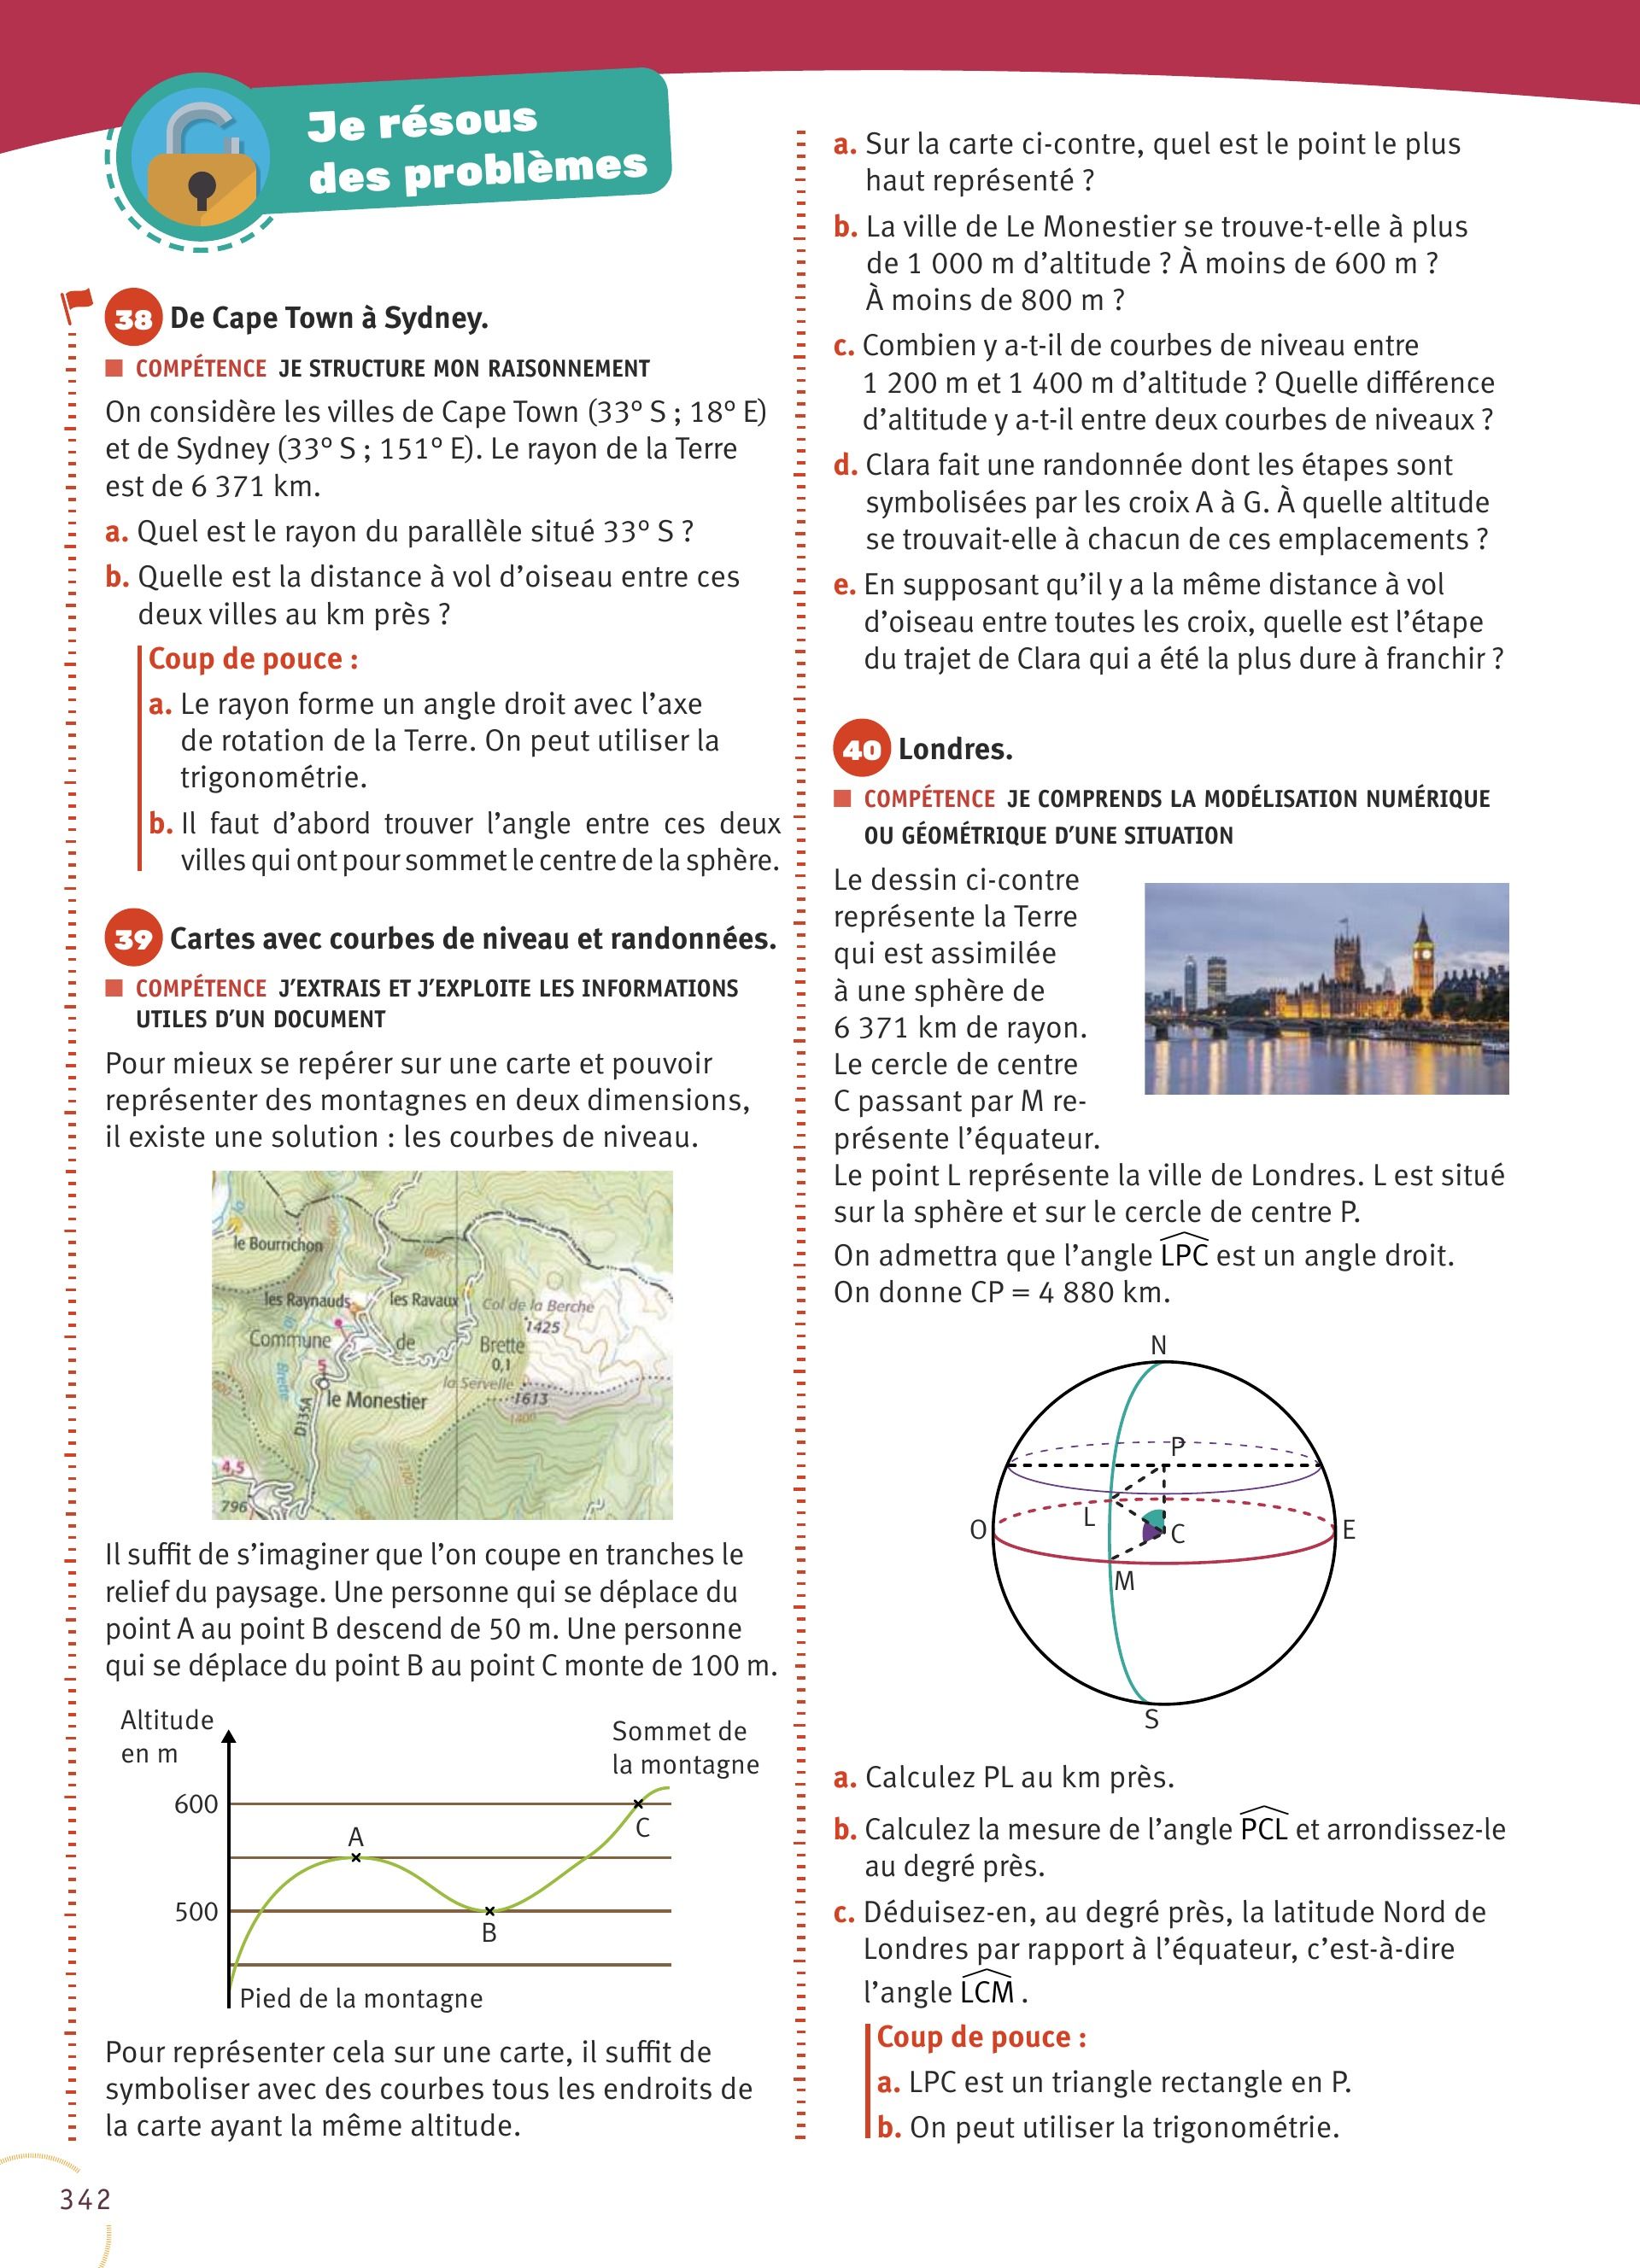 Je résous
des problèmes
38 De Cape Town à Sydney.
COMPÉTENCE JE STRUCTURE MON RAISONNEMENT
On considère les villes de Cape Town (33° S ; 18° E)
et de Sydney (33° S ; 151° E). Le rayon de la Terre
est de 6 371 km.
a. Quel est le rayon du parallèle situé 33° S ?
b. Quelle est la distance à vol d’oiseau entre ces
deux villes au km près ?
Coup de pouce :
a. Le rayon forme un angle droit avec l’axe
de rotation de la Terre. On peut utiliser la
trigonométrie.
b. Il faut d’abord trouver l’angle entre ces deux
villes qui ont pour sommet le centre de la sphère.
39 Cartes avec courbes de niveau et randonnées.
COMPÉTENCE J’EXTRAIS ET J’EXPLOITE LES INFORMATIONS
UTILES D’UN DOCUMENT
Pour mieux se repérer sur une carte et pouvoir
représenter des montagnes en deux dimensions,
il existe une solution : les courbes de niveau.
le Bourrichon
les Raynauds
les Ravaux
Col de la Berche
1425
Commune
de
Brette
0,1
5
la Servelle
le Monestier
1613
1400
D135A
4,5
796
Il suffit de s’imaginer que l’on coupe en tranches le
relief du paysage. Une personne qui se déplace du
point A au point B descend de 50 m. Une personne
qui se déplace du point B au point C monte de 100 m.
Altitude
en m
Sommet de
la montagne
600
C
A
500
B
Pied de la montagne
Pour représenter cela sur une carte, il suffit de
symboliser avec des courbes tous les endroits de
la carte ayant la même altitude.
342
a. Sur la carte ci-contre, quel est le point le plus
haut représenté ?
b. La ville de Le Monestier se trouve-t-elle à plus
de 1 000 m d’altitude ? À moins de 600 m ?
À moins de 800 m ?
c. Combien y a-t-il de courbes de niveau entre
1 200 m et 1 400 m d’altitude ? Quelle différence
d’altitude y a-t-il entre deux courbes de niveaux ?
d. Clara fait une randonnée dont les étapes sont
symbolisées par les croix A à G. À quelle altitude
se trouvait-elle à chacun de ces emplacements ?
e. En supposant qu’il y a la même distance à vol
d’oiseau entre toutes les croix, quelle est l’étape
du trajet de Clara qui a été la plus dure à franchir ?
40 Londres.
COMPÉTENCE JE COMPRENDS LA MODÉLISATION NUMÉRIQUE
OU GÉOMÉTRIQUE D’UNE SITUATION
Le dessin ci-contre
représente la Terre
qui est assimilée
à une sphère de
6 371 km de rayon.
Le cercle de centre
C passant par M re-
présente l’équateur.
Le point L représente la ville de Londres. L est situé
sur la sphère et sur le cercle de centre P.
On admettra que l’angle LPC est un angle droit.
On donne CP = 4 880 km.
N
P
L
O
C
E
M
S
a. Calculez PL au km près.
b. Calculez la mesure de l’angle PCL et arrondissez-le
au degré près.
c. Déduisez-en, au degré près, la latitude Nord de
Londres par rapport à l’équateur, c’est-à-dire
l’angle LCM .
Coup de pouce :
a. LPC est un triangle rectangle en P.
b. On peut utiliser la trigonométrie.